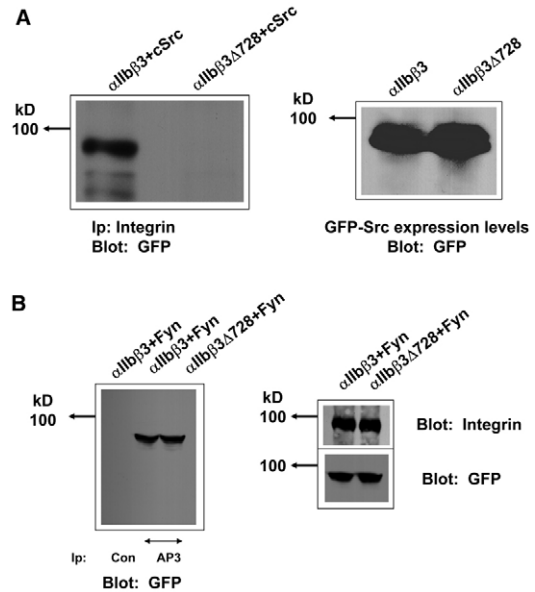 A
αIIbβ3+cSrc
αIIbβ3Δ728+cSrc
kD
100
Ip: Integrin
Blot: GFP
αIIbβ3
αIIbβ3Δ728
kD
100
GFP-Src expression levels
Blot: GFP
B
αIIbβ3+Fyn
αIIbβ3+Fyn
αIIbβ3Δ728+Fyn
kD
100
Ip: Con AP3
Blot: GFP
αIIbβ3+Fyn
αIIbβ3Δ728+Fyn
kD
100
Blot: Integrin
100
Blot: GFP